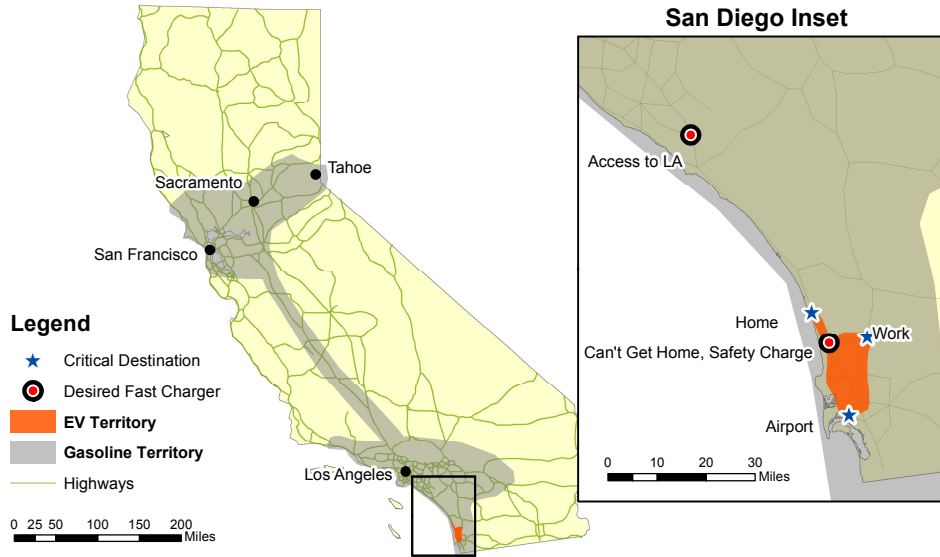 San Diego Inset
Tahoe
Sacramento
San Francisco
Los Angeles
Legend
Critical Destination
Desired Fast Charger
EV Territory
Gasoline Territory
Highways
0 25 50 100 150 200
Miles
Access to LA
Home
Work
Can't Get Home, Safety Charge
Airport
0 10 20 30
Miles